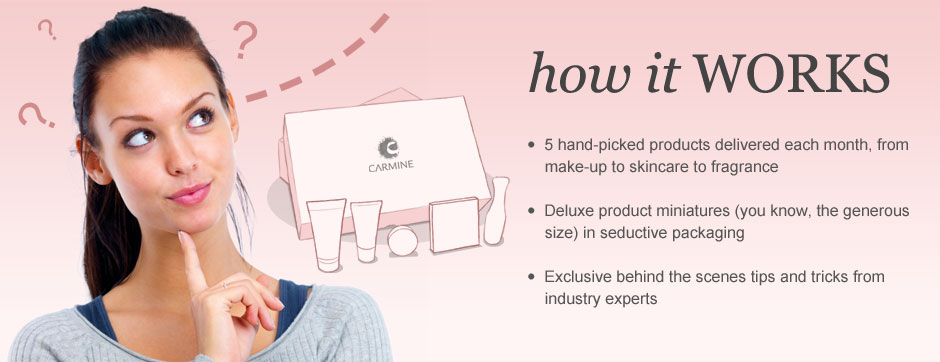 ? ? ?
how it WORKS
CARMINE
• 5 hand-picked products delivered each month, from
make-up to skincare to fragrance
• Deluxe product miniatures (you know, the generous
size) in seductive packaging
• Exclusive behind the scenes tips and tricks from
industry experts